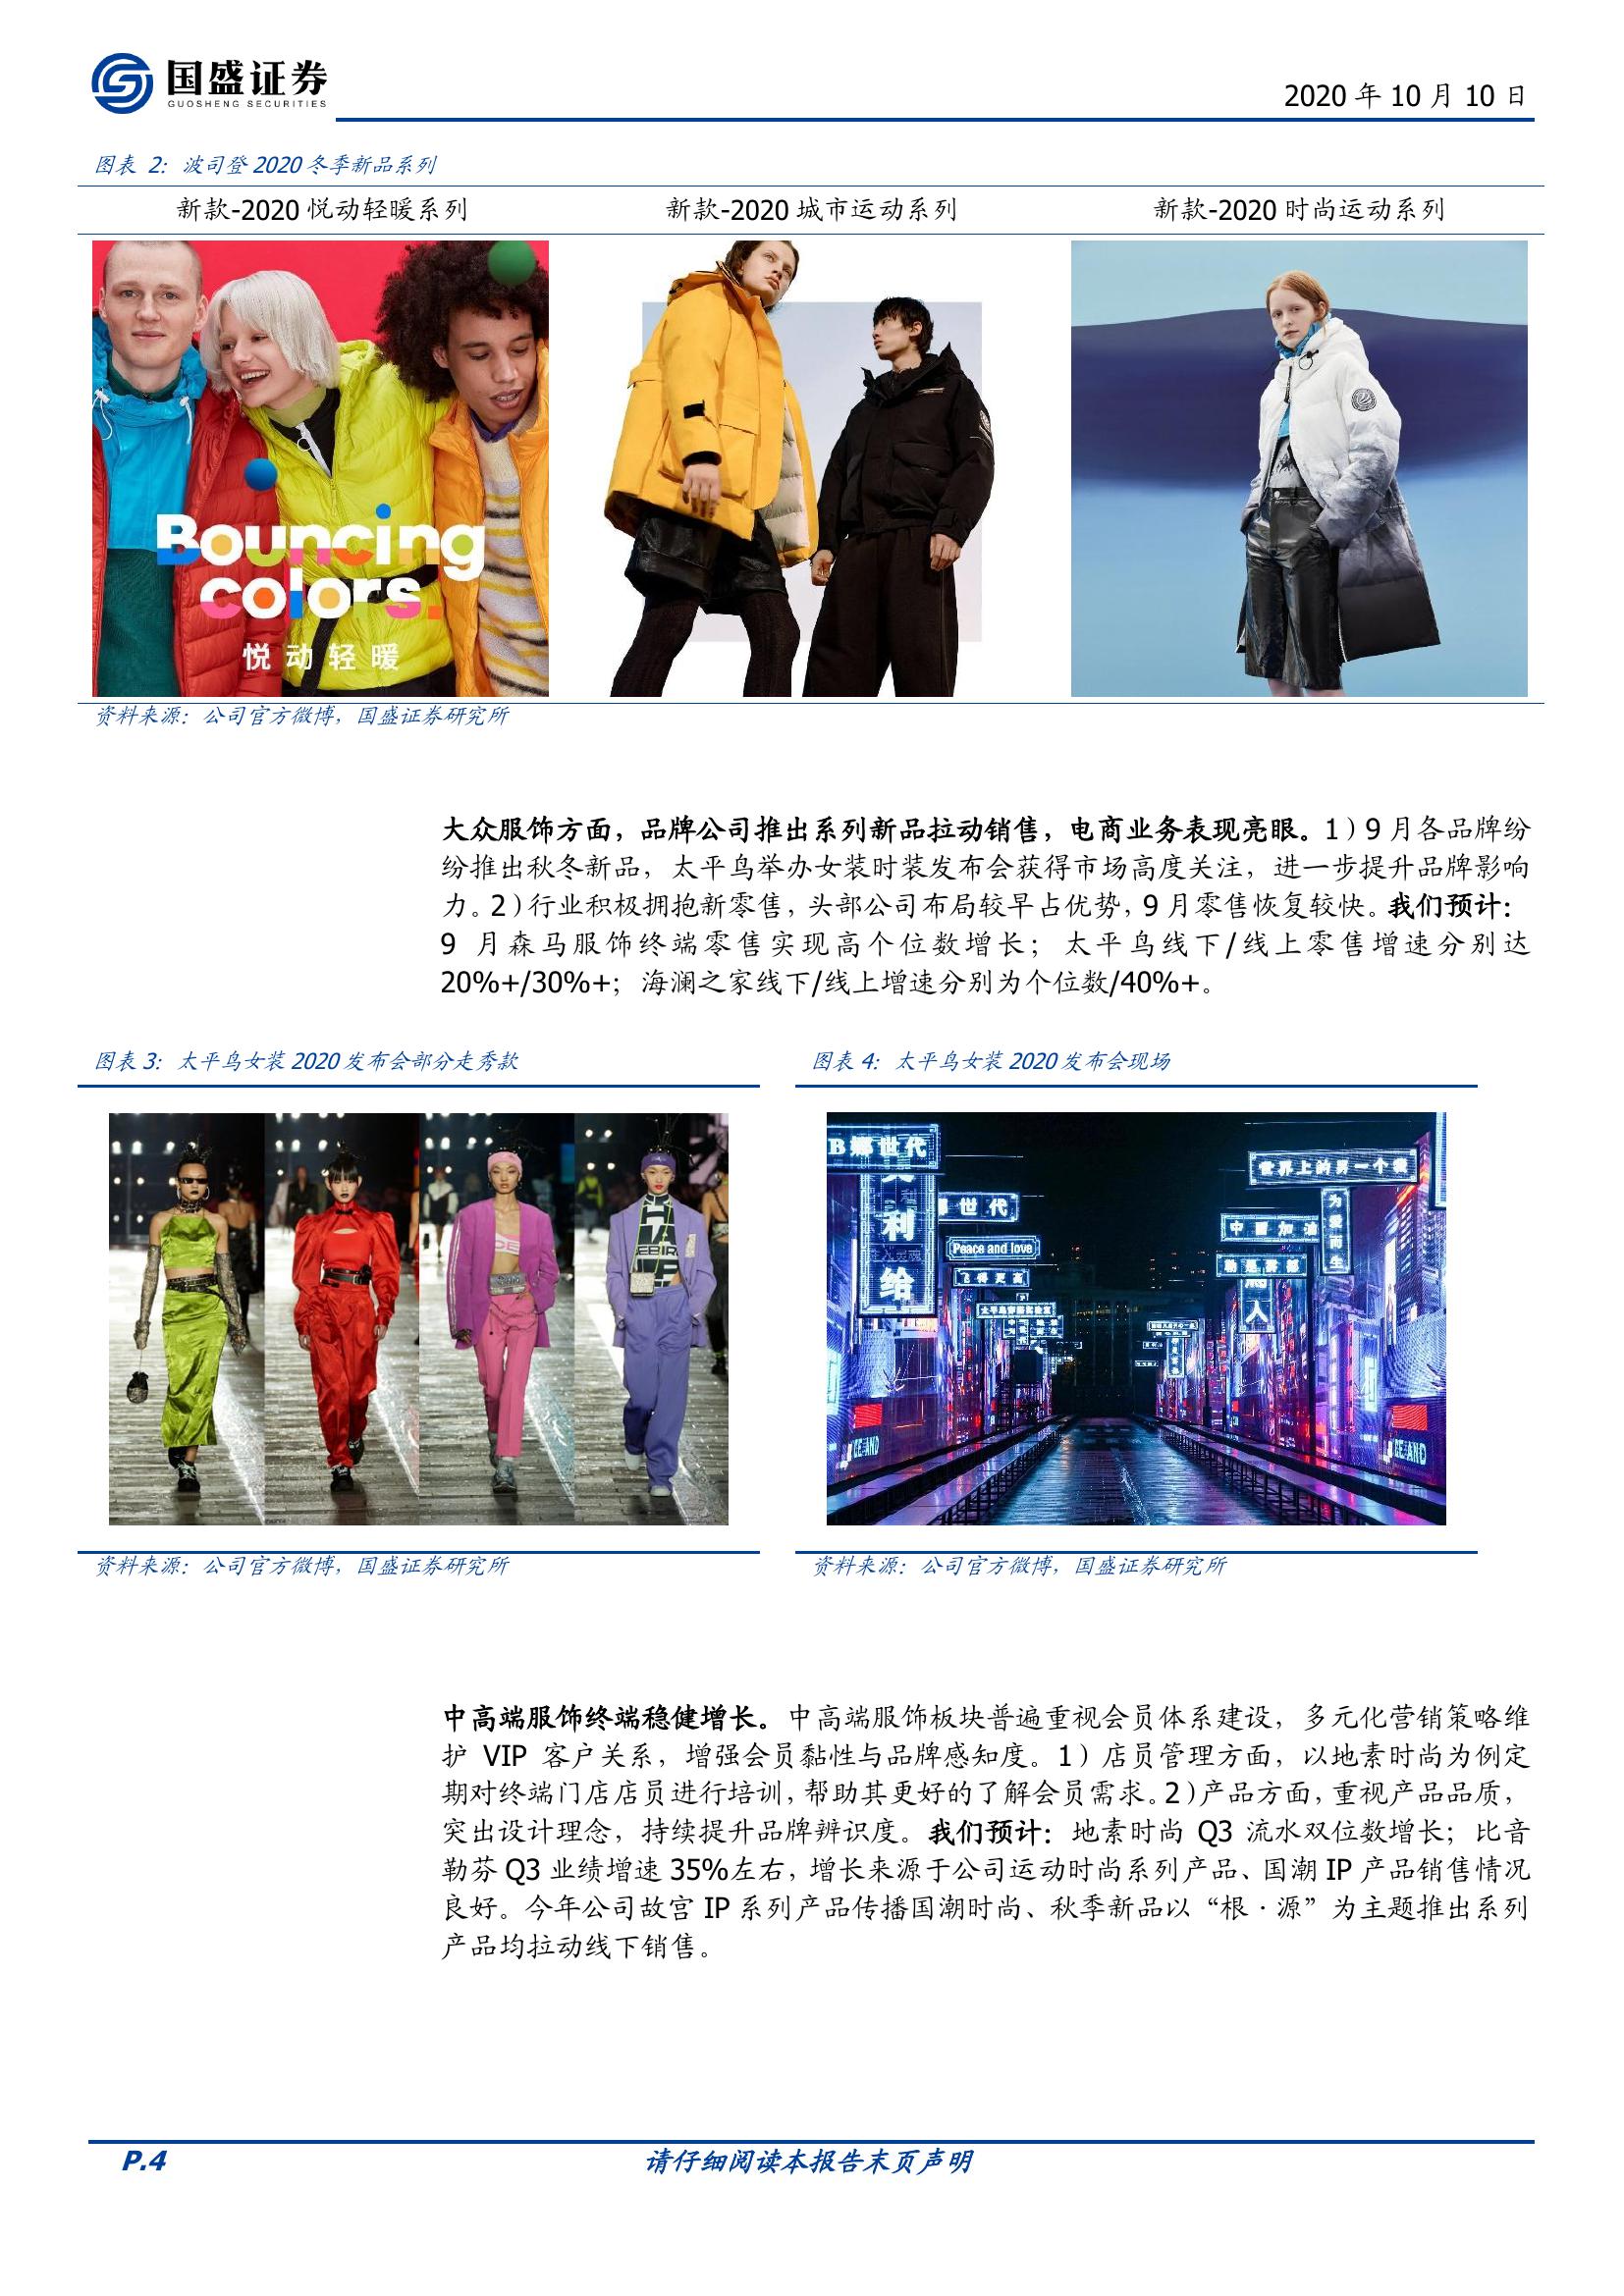 国盛证券
GUOSHENG SECURITIES
2020 年 10 月 10 日
图表 2：波司登 2020 冬季新品系列
新款-2020 悦动轻暖系列 新款-2020 城市运动系列 新款-2020 时尚运动系列
Bouncing
colors.
悦动轻暖
资料来源：公司官方微博，国盛证券研究所
大众服饰方面，品牌公司推出系列新品拉动销售，电商业务表现亮眼。1）9 月各品牌纷
纷推出秋冬新品，太平鸟举办女装时装发布会获得市场高度关注，进一步提升品牌影响
力。2）行业积极拥抱新零售，头部公司布局较早占优势，9 月零售恢复较快。我们预计：
9 月森马服饰终端零售实现高个位数增长；太平鸟线下/线上零售增速分别达
20%+/30%+；海澜之家线下/线上增速分别为个位数/40%+。
图表 3：太平鸟女装 2020 发布会部分走秀款
图表 4：太平鸟女装 2020 发布会现场
B娜世代
利
给
世代
Peace and love
飞得更高
世界上的另一个我
为爱而生
中国加油
人
资料来源：公司官方微博，国盛证券研究所
资料来源：公司官方微博，国盛证券研究所
中高端服饰终端稳健增长。中高端服饰板块普遍重视会员体系建设，多元化营销策略维
护 VIP 客户关系，增强会员黏性与品牌感知度。1）店员管理方面，以地素时尚为例定
期对终端门店店员进行培训，帮助其更好的了解会员需求。2）产品方面，重视产品品质，
突出设计理念，持续提升品牌辨识度。我们预计：地素时尚 Q3 流水双位数增长；比音
勒芬 Q3 业绩增速 35%左右，增长来源于公司运动时尚系列产品、国潮 IP 产品销售情况
良好。今年公司故宫 IP 系列产品传播国潮时尚、秋季新品以“根·源”为主题推出系列
产品均拉动线下销售。
P.4
请仔细阅读本报告末页声明